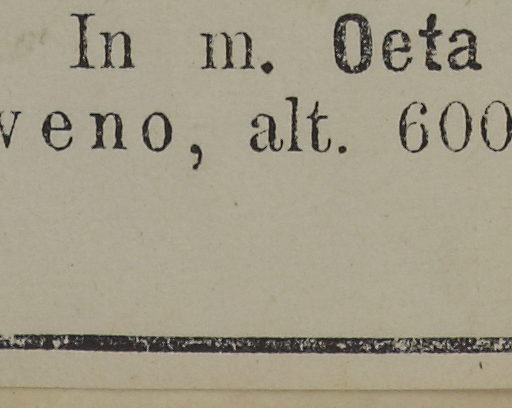 In m. Oeta
veno, alt. 600